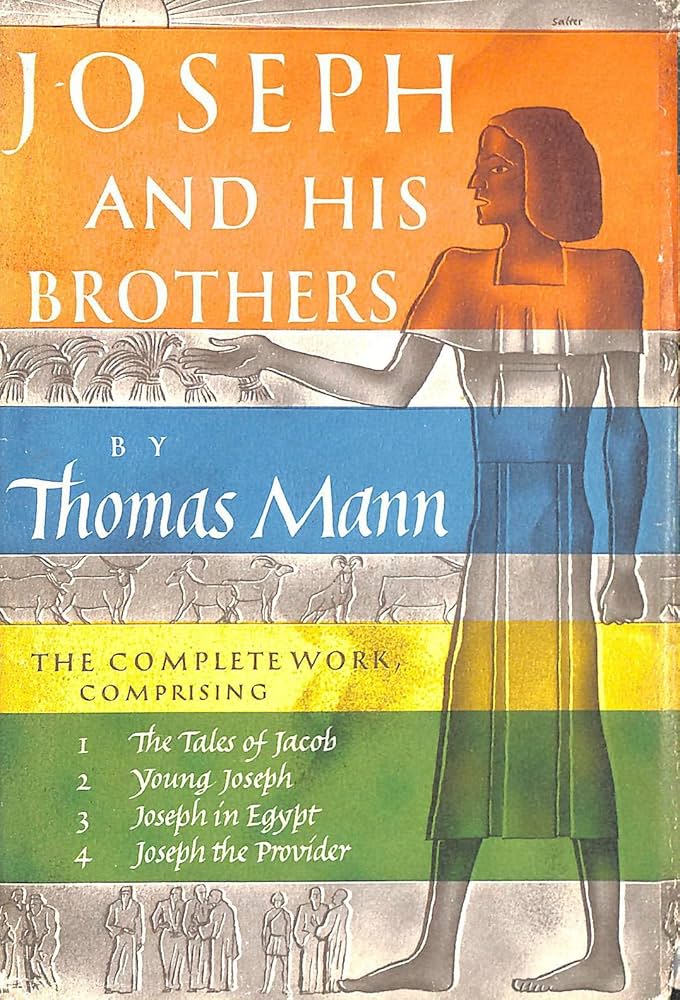 Salter
JOSEPH
AND HIS
BROTHERS
BY
Thomas Mann
THE COMPLETE WORK,
COMPRISING
1 The Tales of Jacob
2 Young Joseph
3 Joseph in Egypt
4 Joseph the Provider